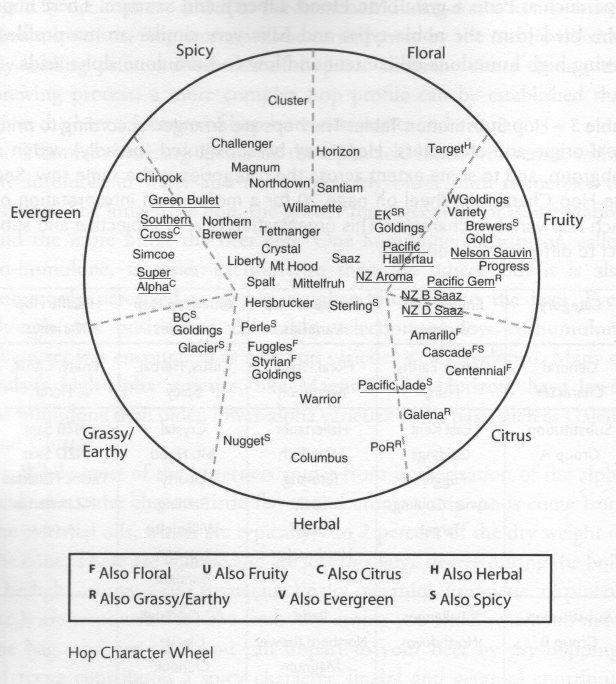 Spicy
Floral
Cluster
Challenger
Horizon
Target^H
Magnum
Chinook
Northdown
Santiam
Green Bullet
WGoldings
Variety
Evergreen
Willamette
EK^SR
Goldings
Fruity
Southern
Cross^C
Northern
Brewer
Tettnanger
Brewers^S
Gold
Crystal
Pacific
Hallertau
Nelson Sauvin
Simcoe
Liberty
Mt Hood
Saaz
Progress
Super
Alpha^C
Spalt
Mittelfruh
NZ Aroma
Pacific Gem^R
Hersbrucker
Sterling^S
NZ B Saaz
NZ D Saaz
BC^S
Goldings
Perle^S
Amarillo^F
Glacier^S
Fuggles^F
Cascade^FS
Styrian^F
Goldings
Centennial^F
Pacific Jade^S
Warrior
Galena^R
Grassy/
Earthy
Nugget^S
Citrus
PoR^R
Columbus
Herbal
^F Also Floral ^U Also Fruity ^C Also Citrus ^H Also Herbal
^R Also Grassy/Earthy ^V Also Evergreen ^S Also Spicy
Hop Character Wheel